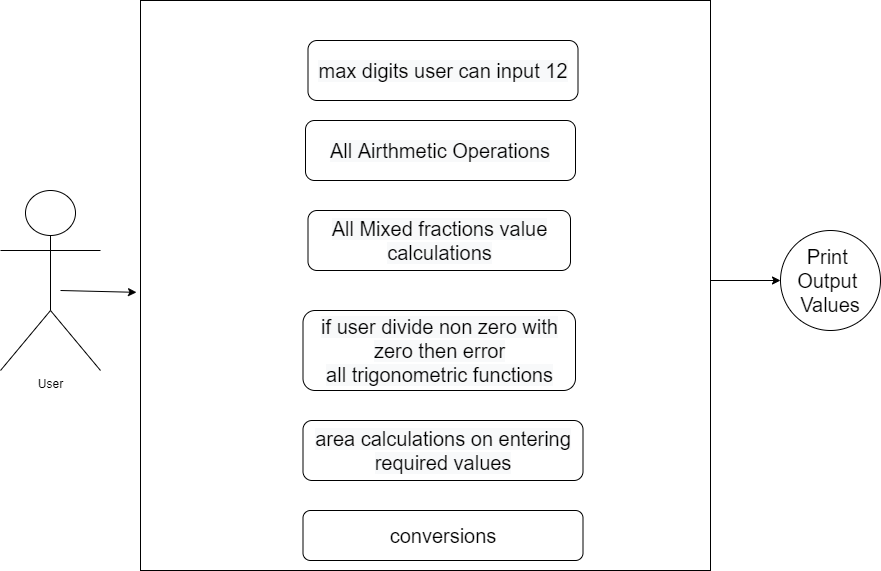 max digits user can input 12
All Airthmetic Operations
All Mixed fractions value
calculations
if user divide non zero with
zero then error
all trigonometric functions
area calculations on entering
required values
conversions
User
Print
Output
Values